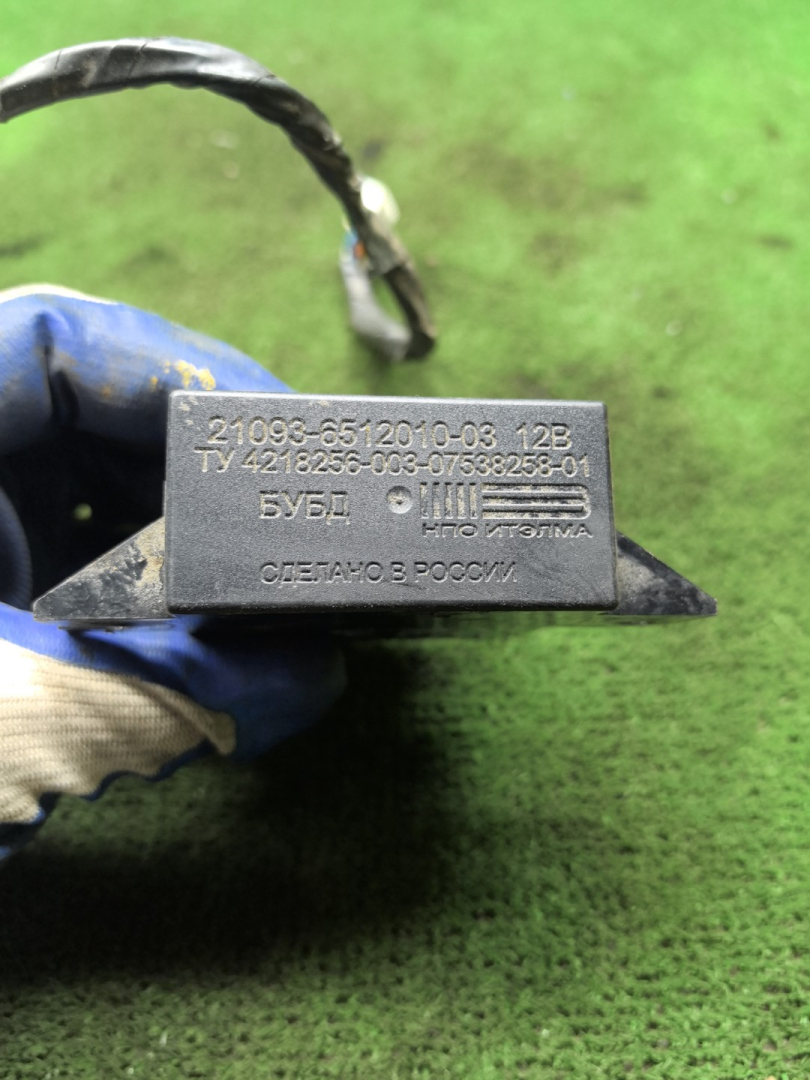 21093-6512010-03 12В
ТУ 4218256-003-07538258-01
БУБД
НПО ИТЭЛМА
СДЕЛАНО В РОССИИ